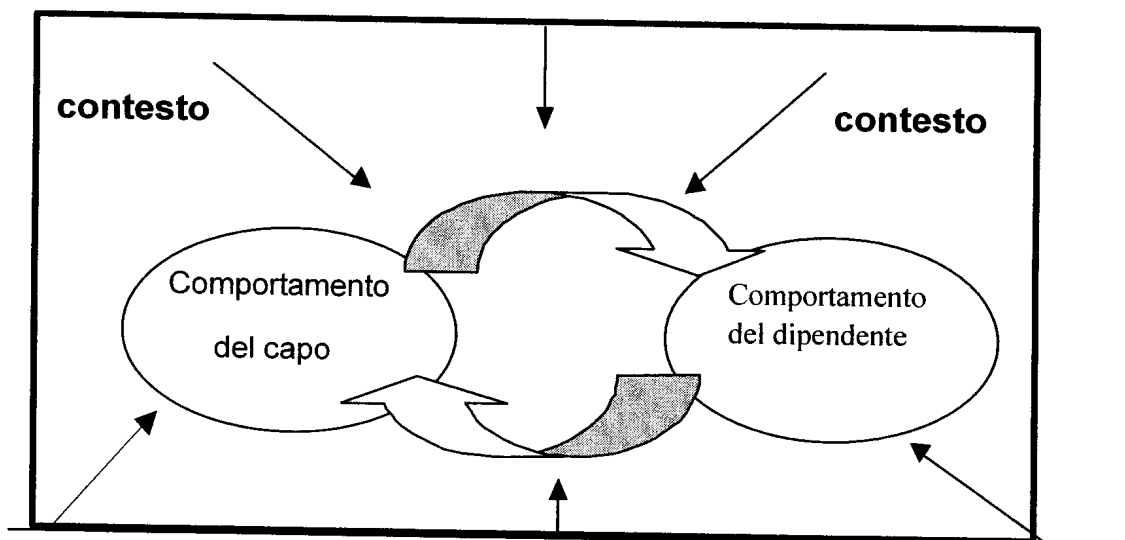 contesto
contesto
Comportamento
del capo
Comportamento
del dipendente